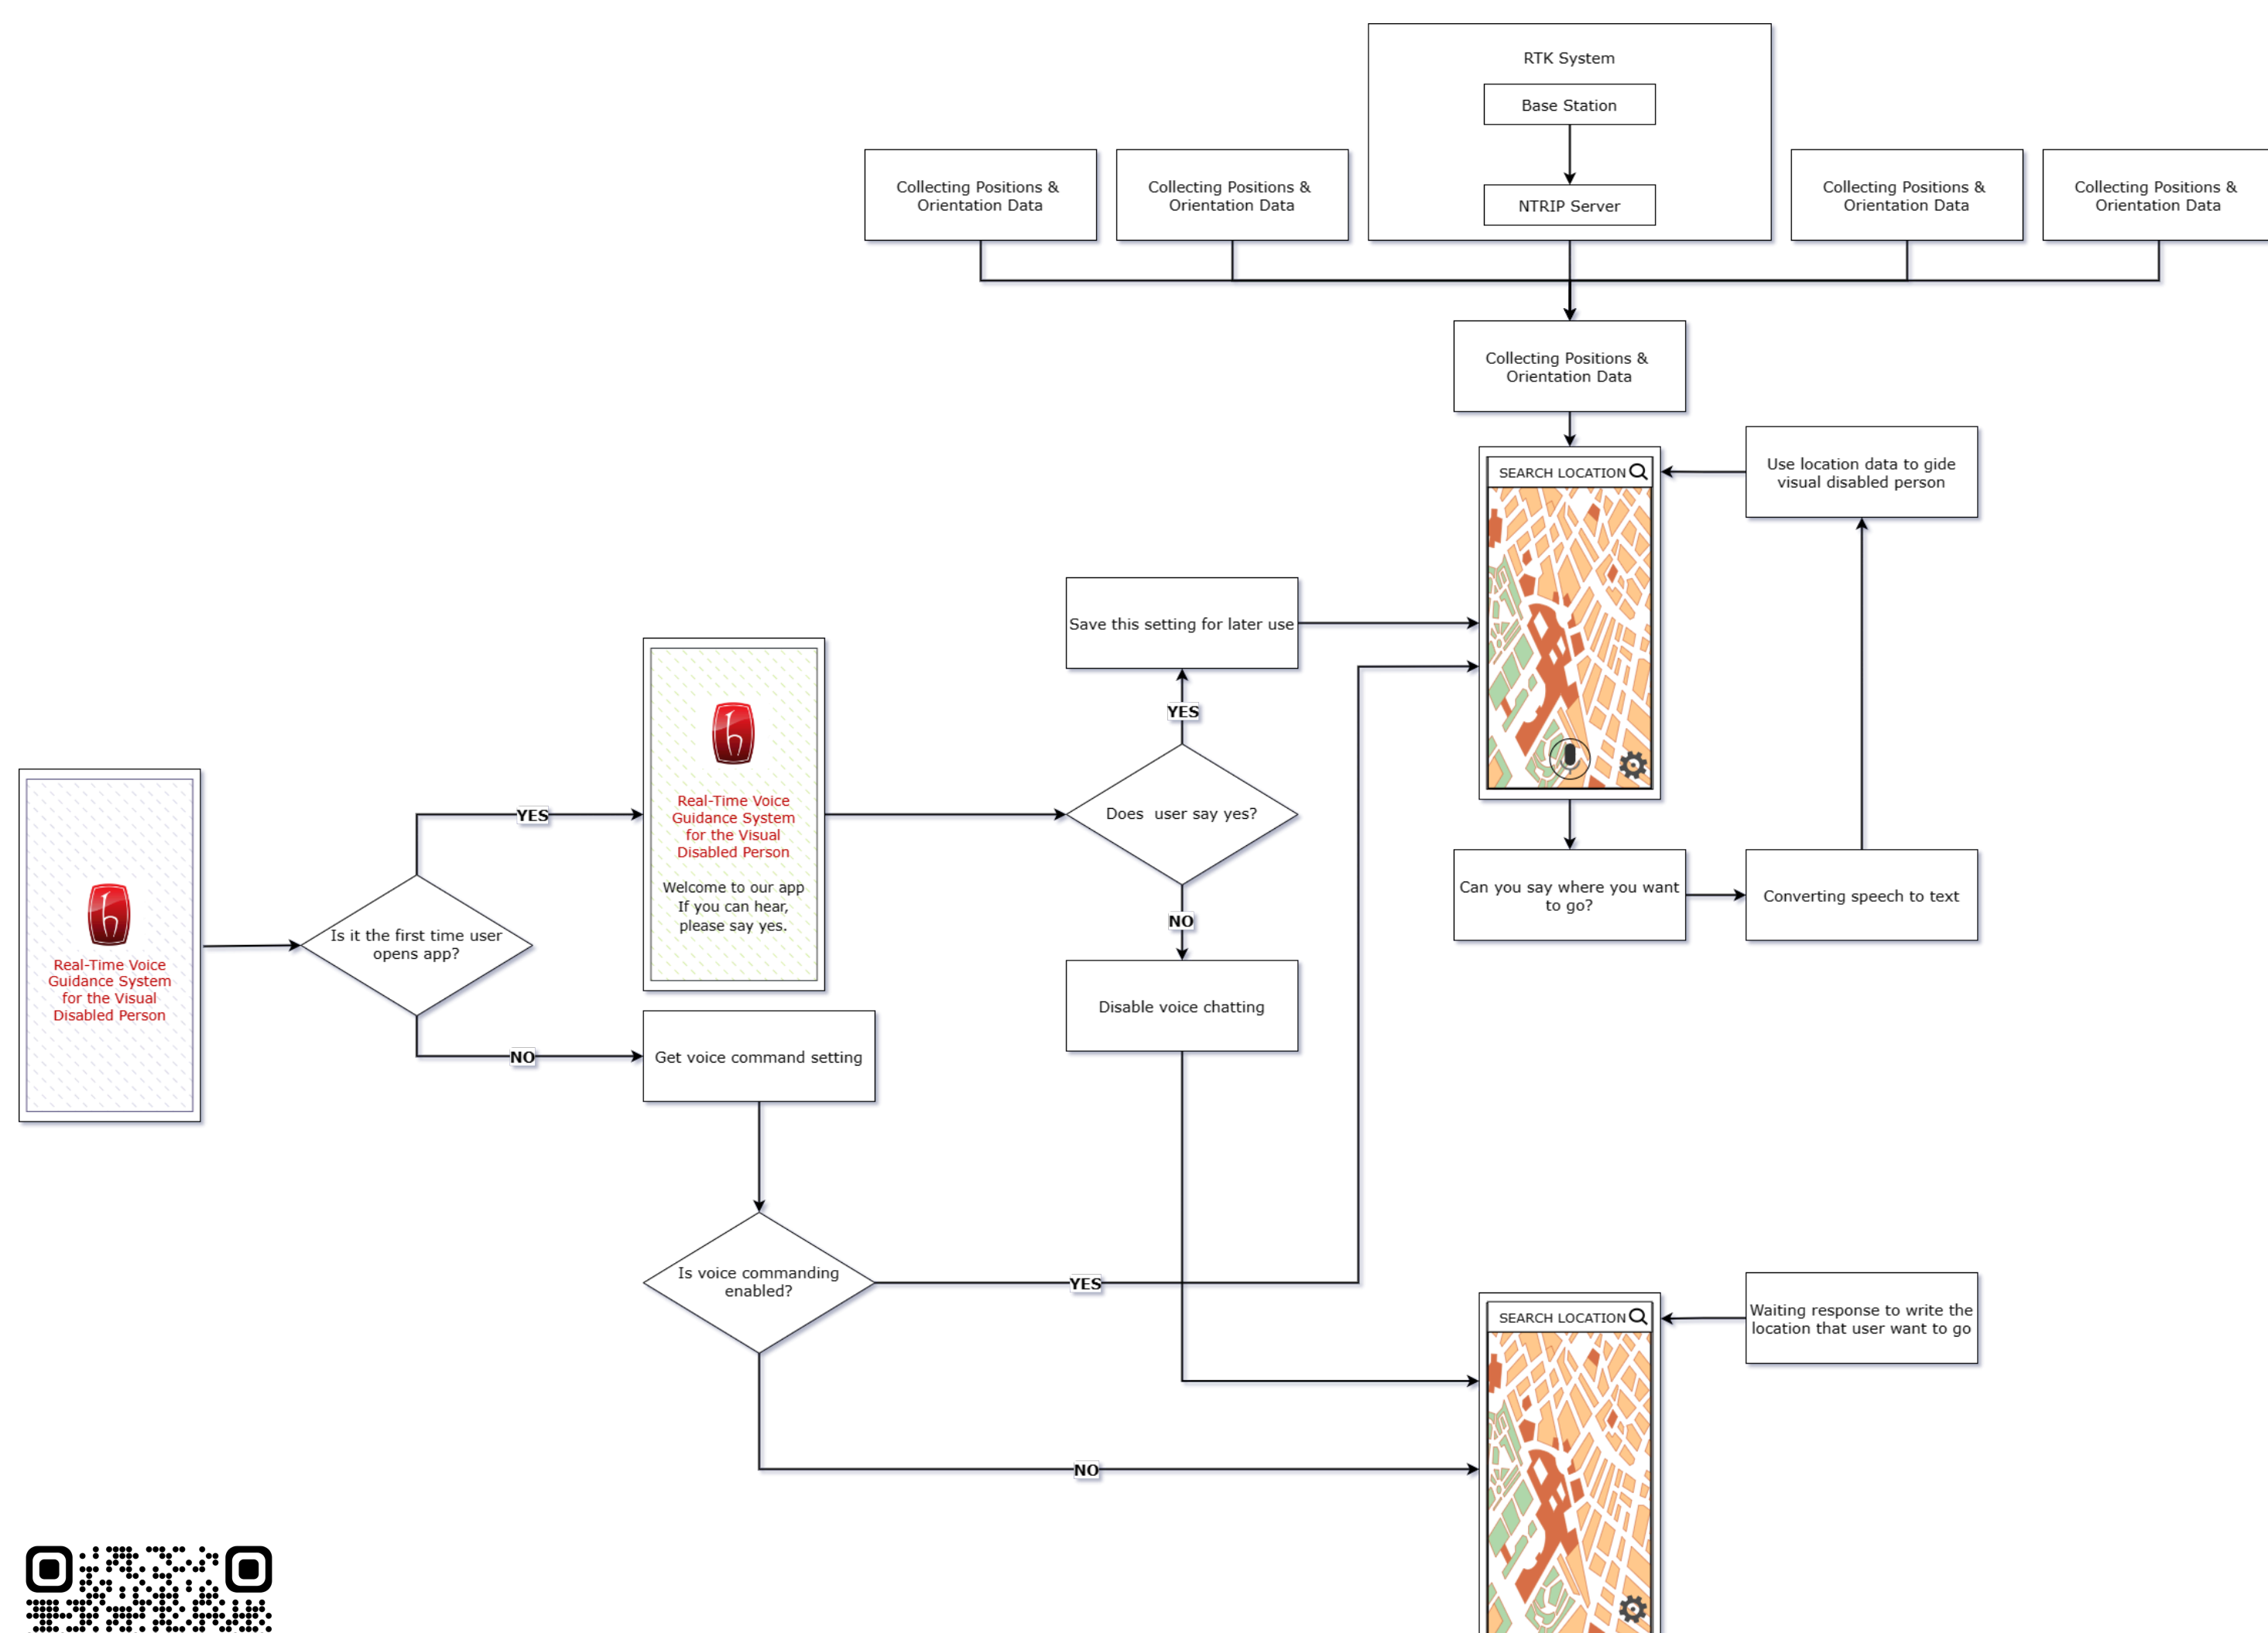 RTK System
Base Station
NTRIP Server
Collecting Positions &
Orientation Data
Collecting Positions &
Orientation Data
Collecting Positions &
Orientation Data
Collecting Positions &
Orientation Data
Collecting Positions &
Orientation Data
SEARCH LOCATION
Use location data to gide
visual disabled person
Save this setting for later use
YES
Does  user say yes?
NO
Disable voice chatting
Can you say where you want
to go?
Converting speech to text
Real-Time Voice
Guidance System
for the Visual
Disabled Person
Welcome to our app
If you can hear,
please say yes.
YES
Is it the first time user
opens app?
NO
Real-Time Voice
Guidance System
for the Visual
Disabled Person
Get voice command setting
Is voice commanding
enabled?
YES
NO
SEARCH LOCATION
Waiting response to write the
location that user want to go